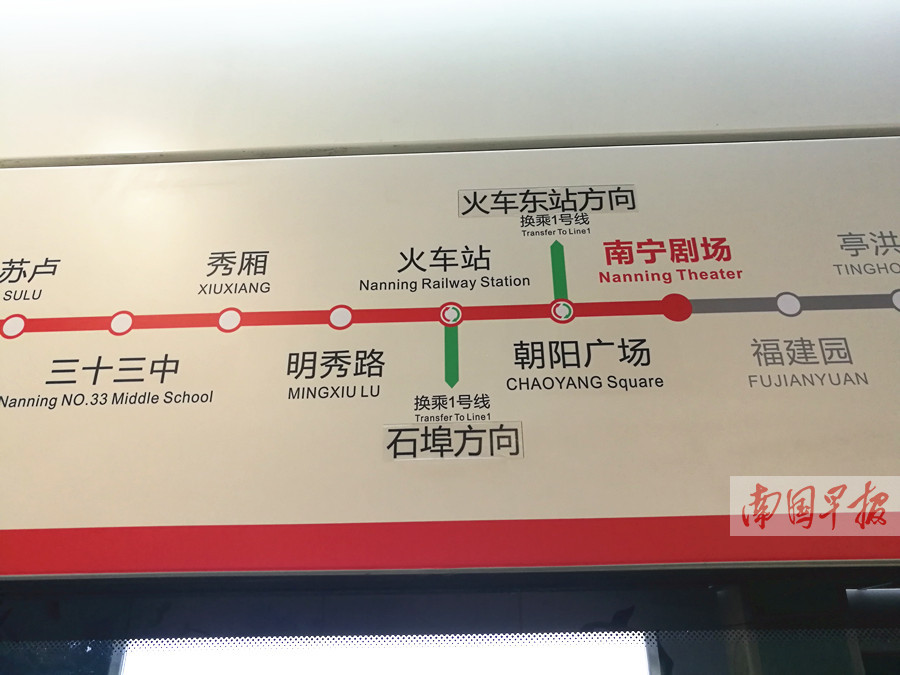 火车东站方向
换乘1号线
Transfer To Line1
苏卢
SULU
秀厢
XIUXIANG
火车站
Nanning Railway Station
南宁剧场
Nanning Theater
亭洪
TINGHO
三十三中
Nanning NO.33 Middle School
明秀路
MINGXIU LU
朝阳广场
CHAOYANG Square
福建园
FUJIANYUAN
换乘1号线
Transfer To Line1
石埠方向
南国早报